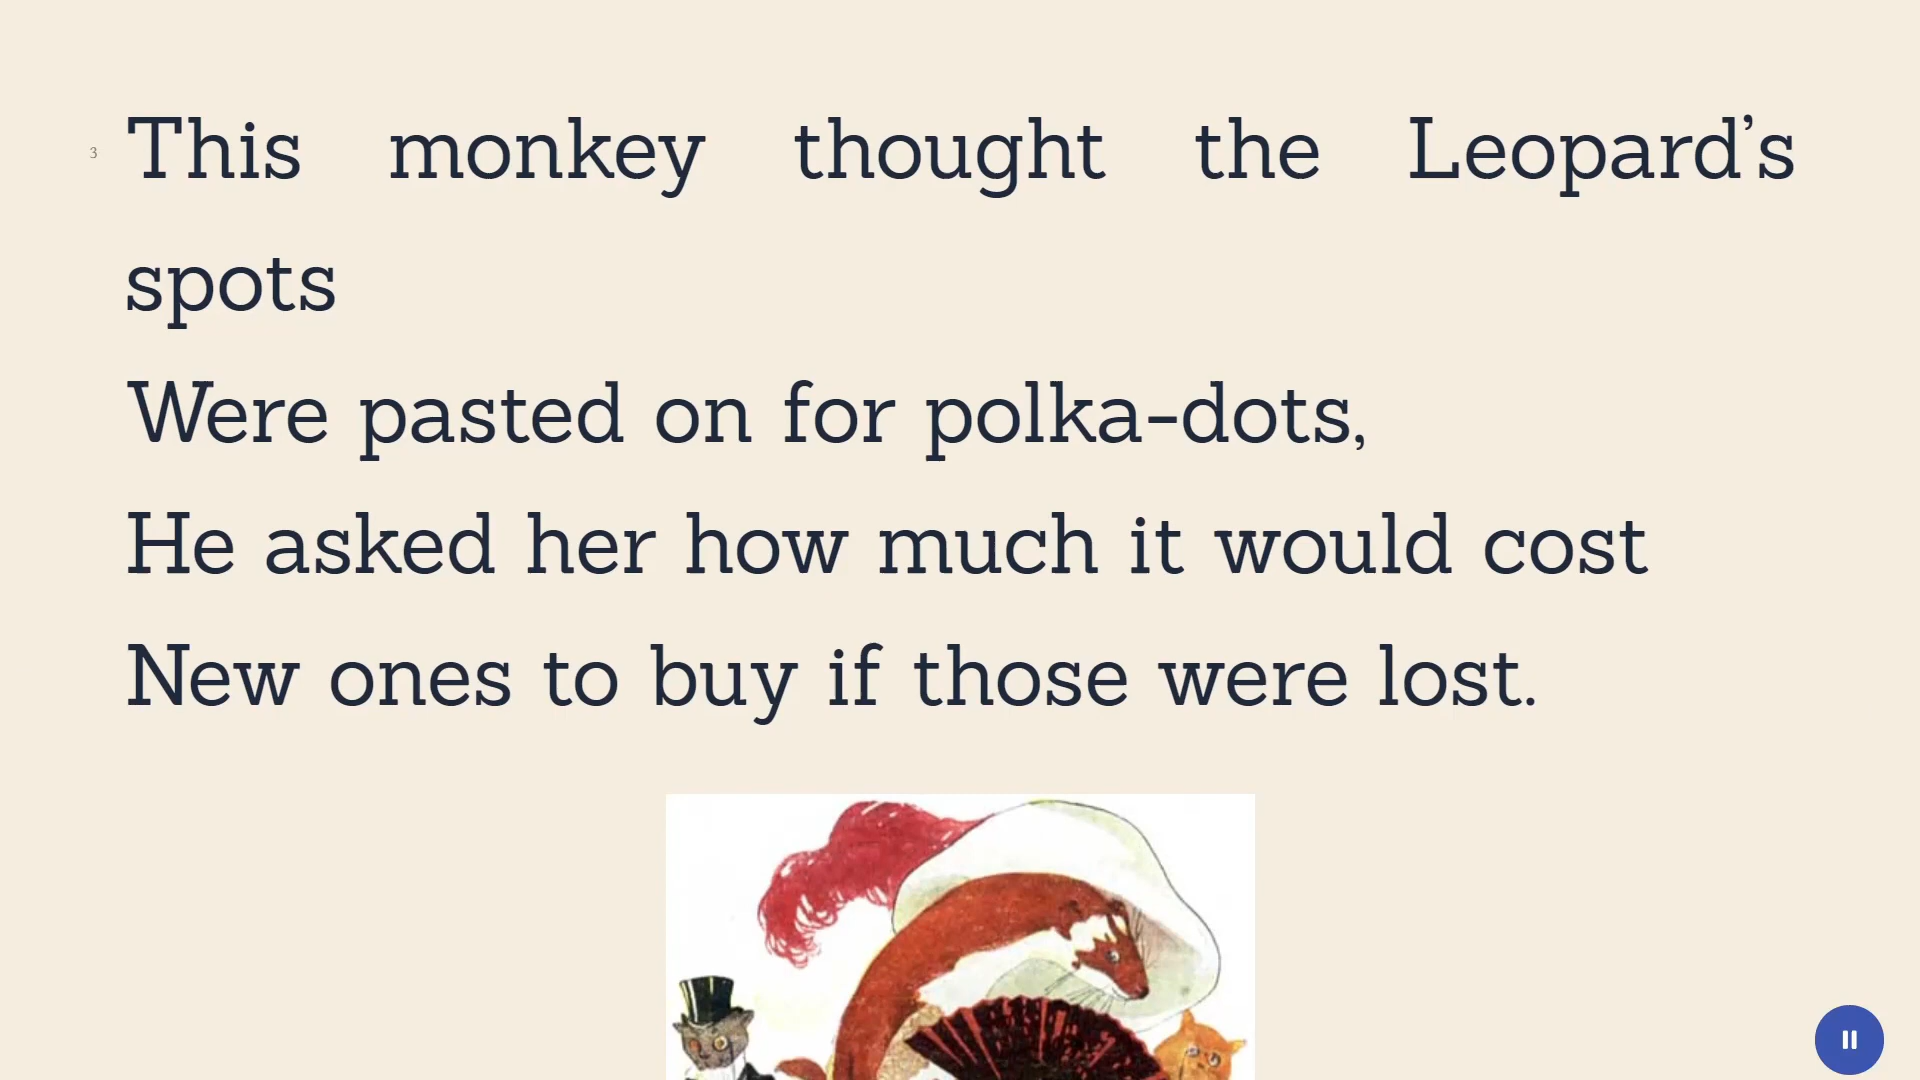 3
This monkey thought the Leopard’s
spots
Were pasted on for polka-dots,
He asked her how much it would cost
New ones to buy if those were lost.